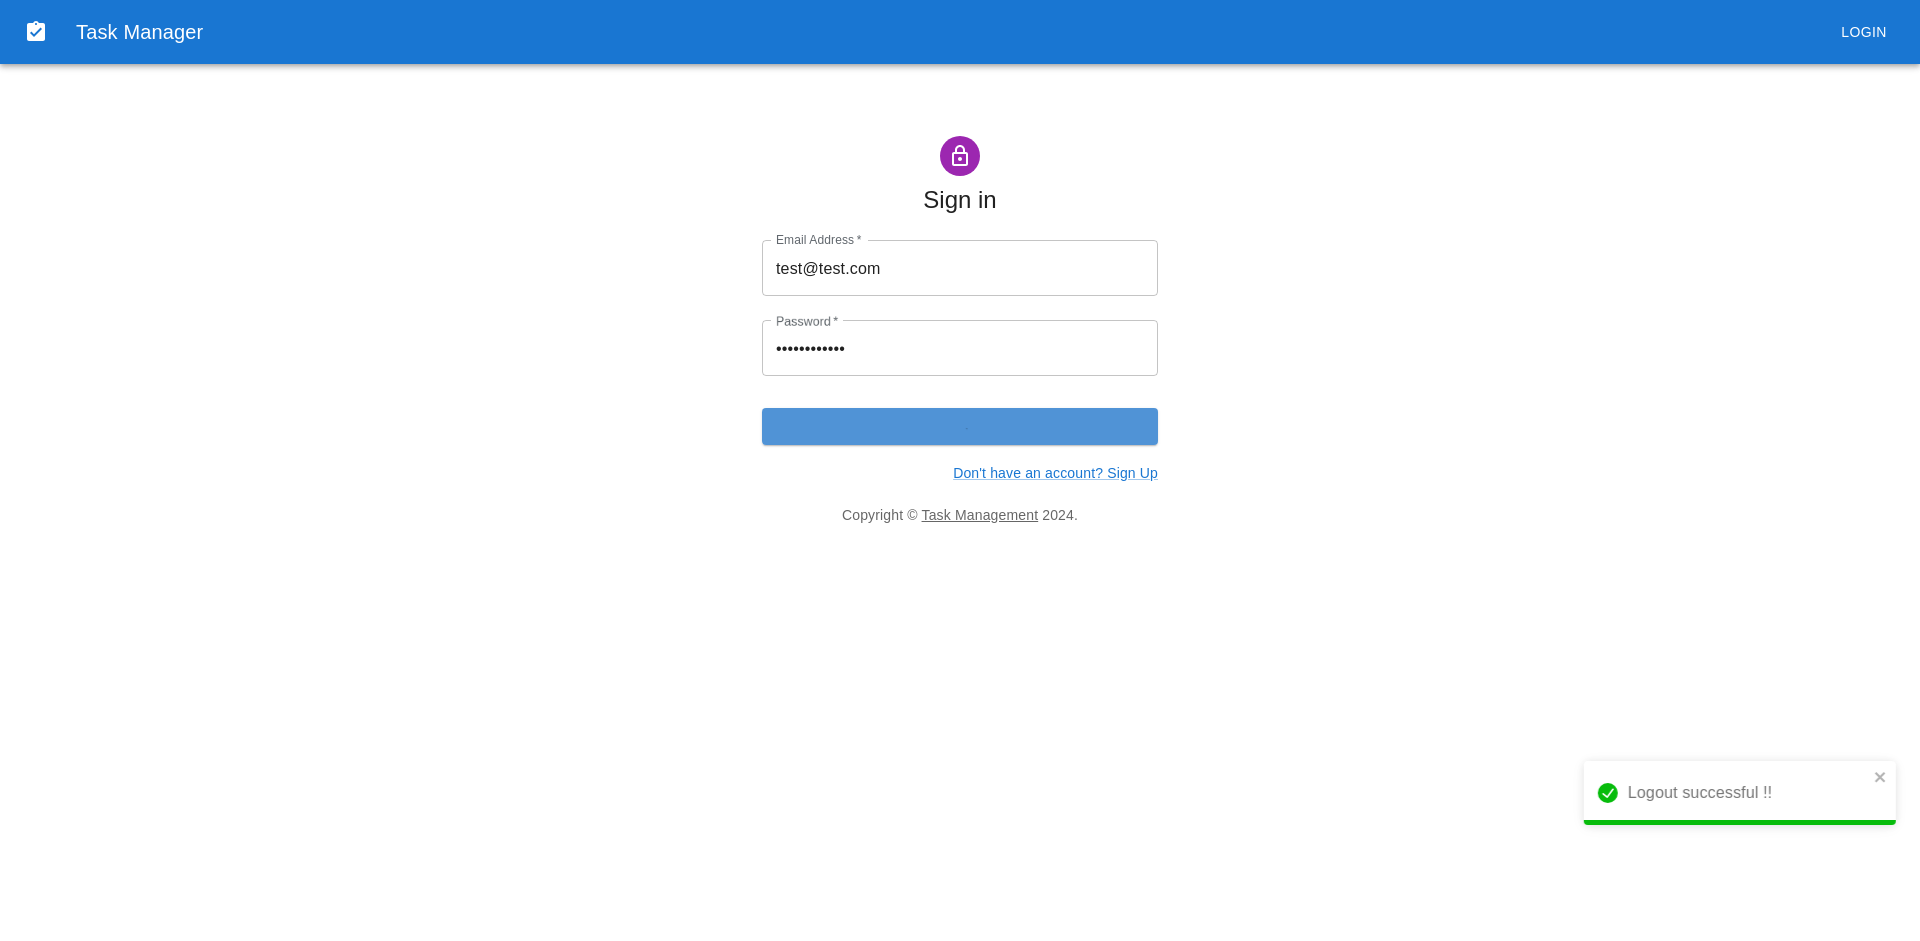 Task Manager
LOGIN
Sign in
Email Address *
test@test.com
Password *
••••••••••••
Don't have an account? Sign Up
Copyright © Task Management 2024.
Logout successful !!